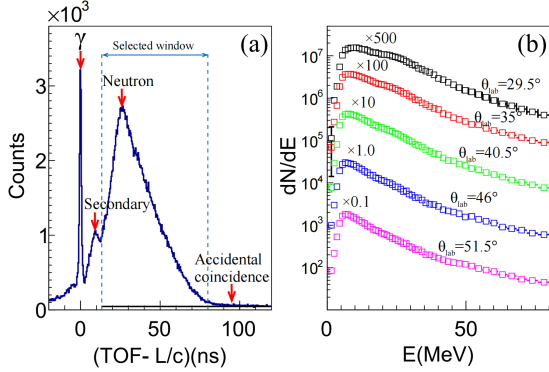 ×10³
γ
Selected window
(a)
Neutron
Secondary
Accidental
coincidence
Counts
3
2
1
0
−20
0
50
100
(TOF- L/c)(ns)
(b)
×500
θlab=29.5°
×100
θlab=35°
×10
θlab=40.5°
×1.0
θlab=46°
×0.1
θlab=51.5°
dN/dE
10⁷
10⁶
10⁵
10⁴
10³
10²
0
50
E(MeV)